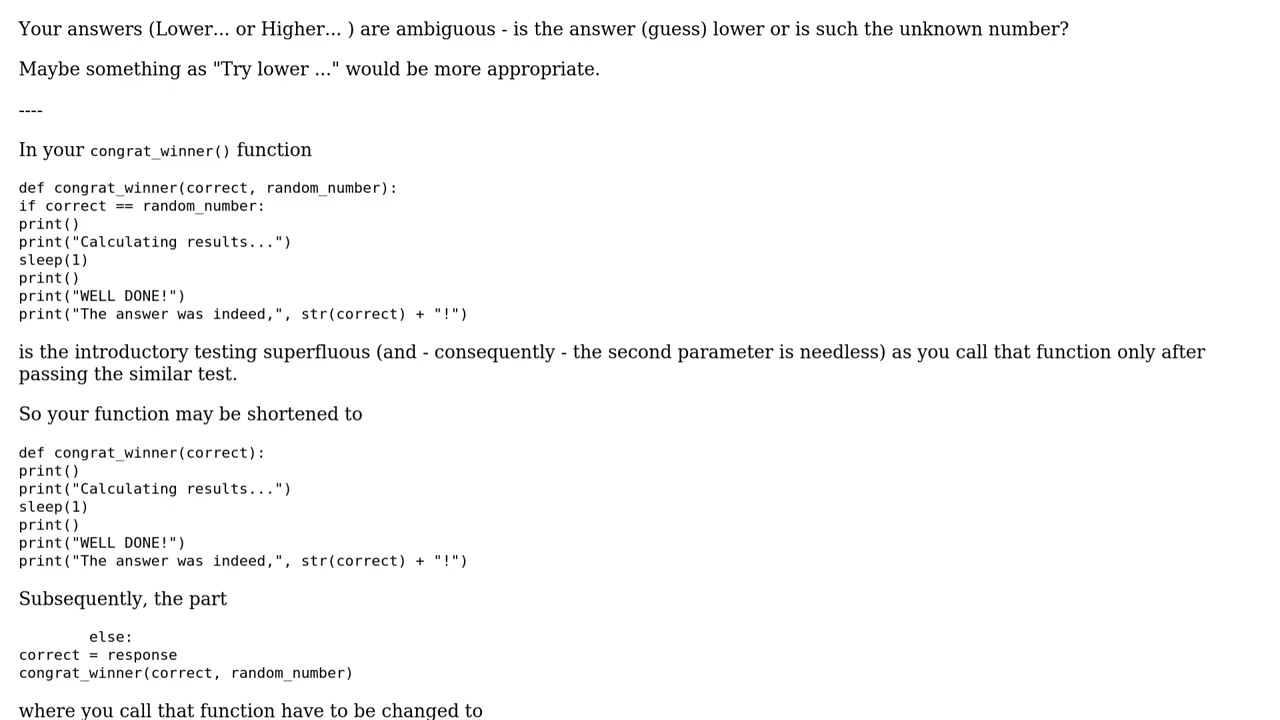 Your answers (Lower... or Higher... ) are ambiguous - is the answer (guess) lower or is such the unknown number?
Maybe something as "Try lower ..." would be more appropriate.
----
In your congrat_winner() function
def congrat_winner(correct, random_number):
if correct == random_number:
print()
print("Calculating results...")
sleep(1)
print()
print("WELL DONE!")
print("The answer was indeed,", str(correct) + "!")
is the introductory testing superfluous (and - consequently - the second parameter is needless) as you call that function only after
passing the similar test.
So your function may be shortened to
def congrat_winner(correct):
print()
print("Calculating results...")
sleep(1)
print()
print("WELL DONE!")
print("The answer was indeed,", str(correct) + "!")
Subsequently, the part
        else:
correct = response
congrat_winner(correct, random_number)
where you call that function have to be changed to